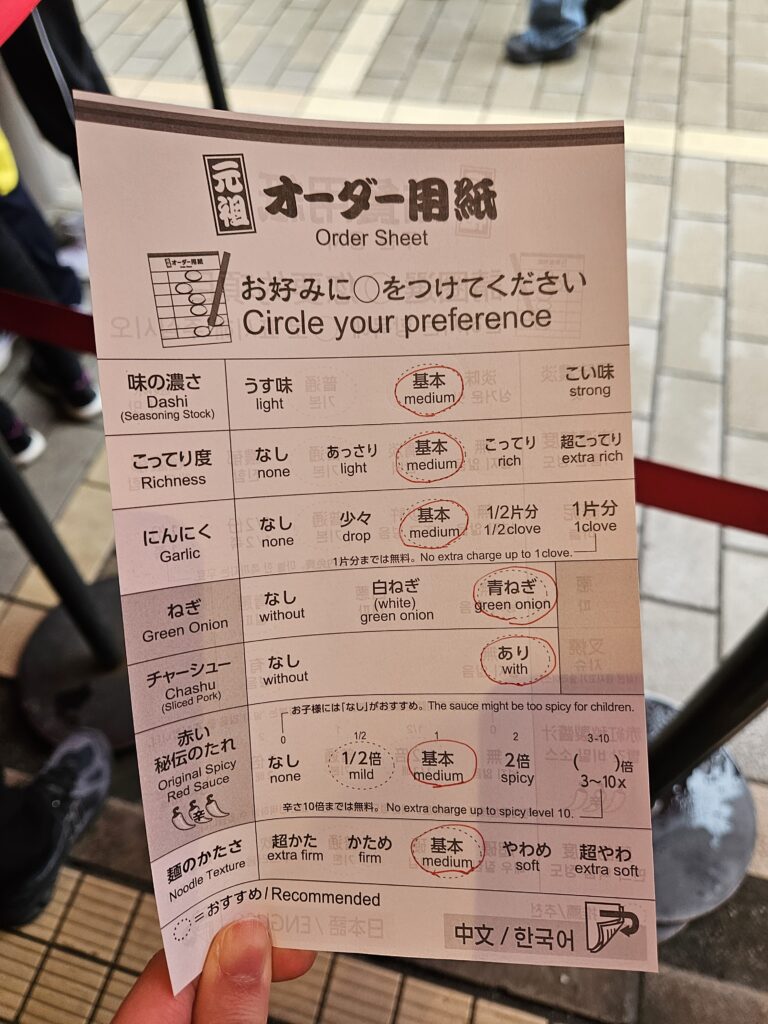 元祖 オーダー用紙
Order Sheet
オーダー用紙
お好みに○をつけてください
Circle your preference
味の濃さ うす味 基本 こい味
Dashi light medium strong
(Seasoning Stock)
こってり度 なし あっさり 基本 こってり 超こってり
Richness none light medium rich extra rich
にんにく なし 少々 基本 1/2片分 1片分
Garlic none drop medium 1/2clove 1clove
1片分までは無料。No extra charge up to 1clove.
ねぎ なし 白ねぎ 青ねぎ
Green Onion without (white) green onion
green onion
チャーシュー なし あり
Chashu without with
(Sliced Pork)
お子様には「なし」がおすすめ。The sauce might be too spicy for children.
0 1/2 1 2 3-10
赤い
秘伝のたれ なし 1/2倍 基本 2倍 ( )倍
Original Spicy none mild medium spicy 3〜10x
Red Sauce
辛
辛さ10倍までは無料。No extra charge up to spicy level 10.
麺のかたさ 超かた かため 基本 やわめ 超やわ
Noodle Texture extra firm firm medium soft extra soft
=おすすめ/Recommended
中文 / 한국어